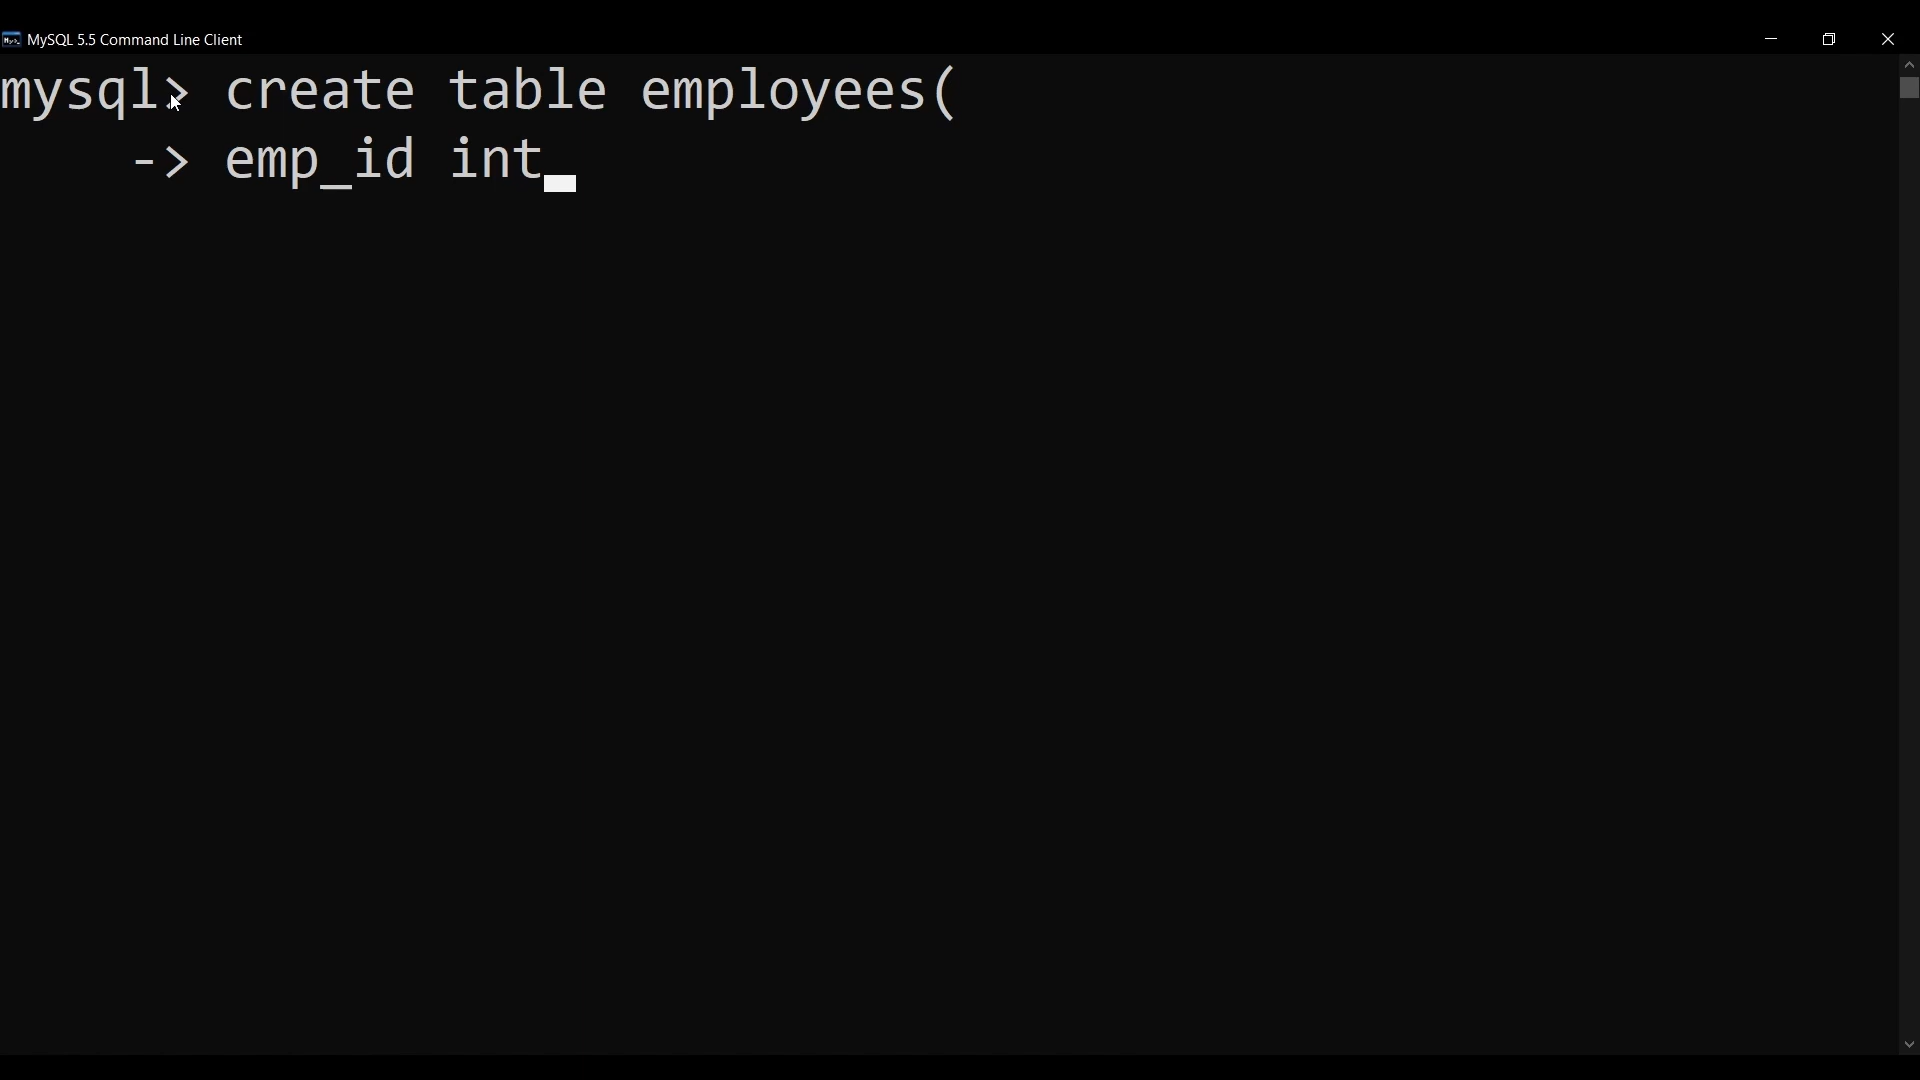 MySQL 5.5 Command Line Client
mysql> create table employees(
-> emp_id int